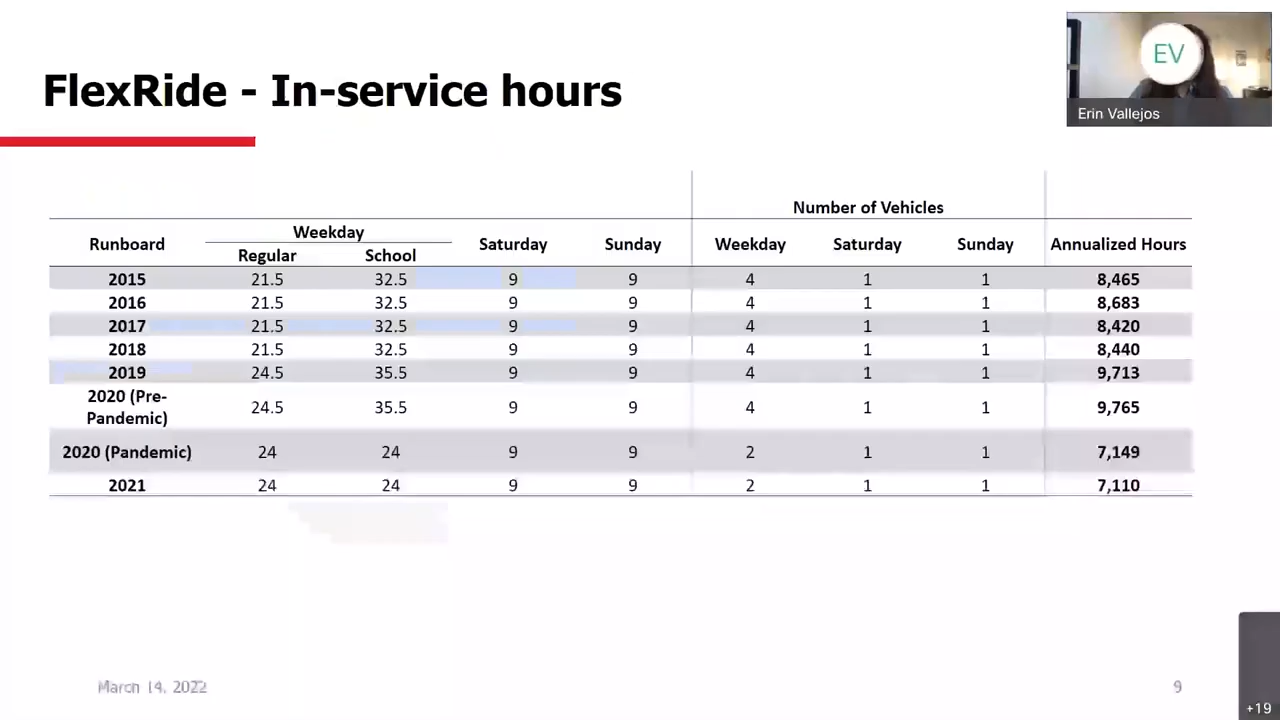 EV
Erin Vallejos
FlexRide - In-service hours
Number of Vehicles
Runboard Weekday Saturday Sunday Weekday Saturday Sunday Annualized Hours
Regular School
2015 21.5 32.5 9 9 4 1 1 8,465
2016 21.5 32.5 9 9 4 1 1 8,683
2017 21.5 32.5 9 9 4 1 1 8,420
2018 21.5 32.5 9 9 4 1 1 8,440
2019 24.5 35.5 9 9 4 1 1 9,713
2020 (Pre-
Pandemic) 24.5 35.5 9 9 4 1 1 9,765
2020 (Pandemic) 24 24 9 9 2 1 1 7,149
2021 24 24 9 9 2 1 1 7,110
March 14, 2022 9
+19